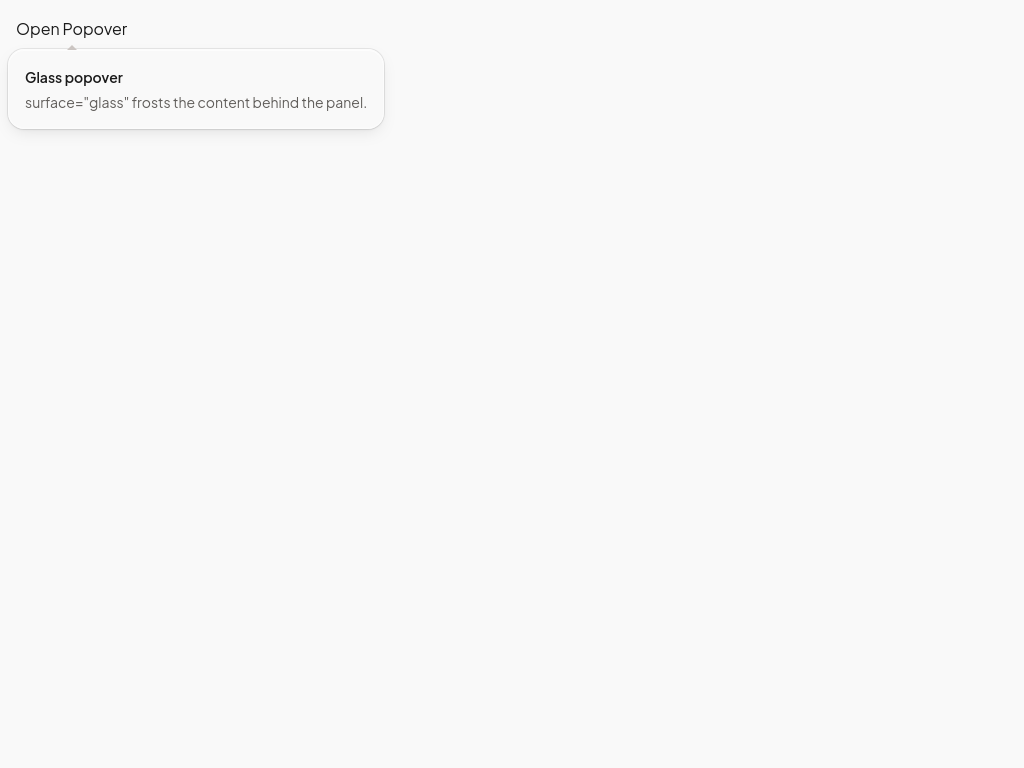 Open Popover
Glass popover
surface="glass" frosts the content behind the panel.